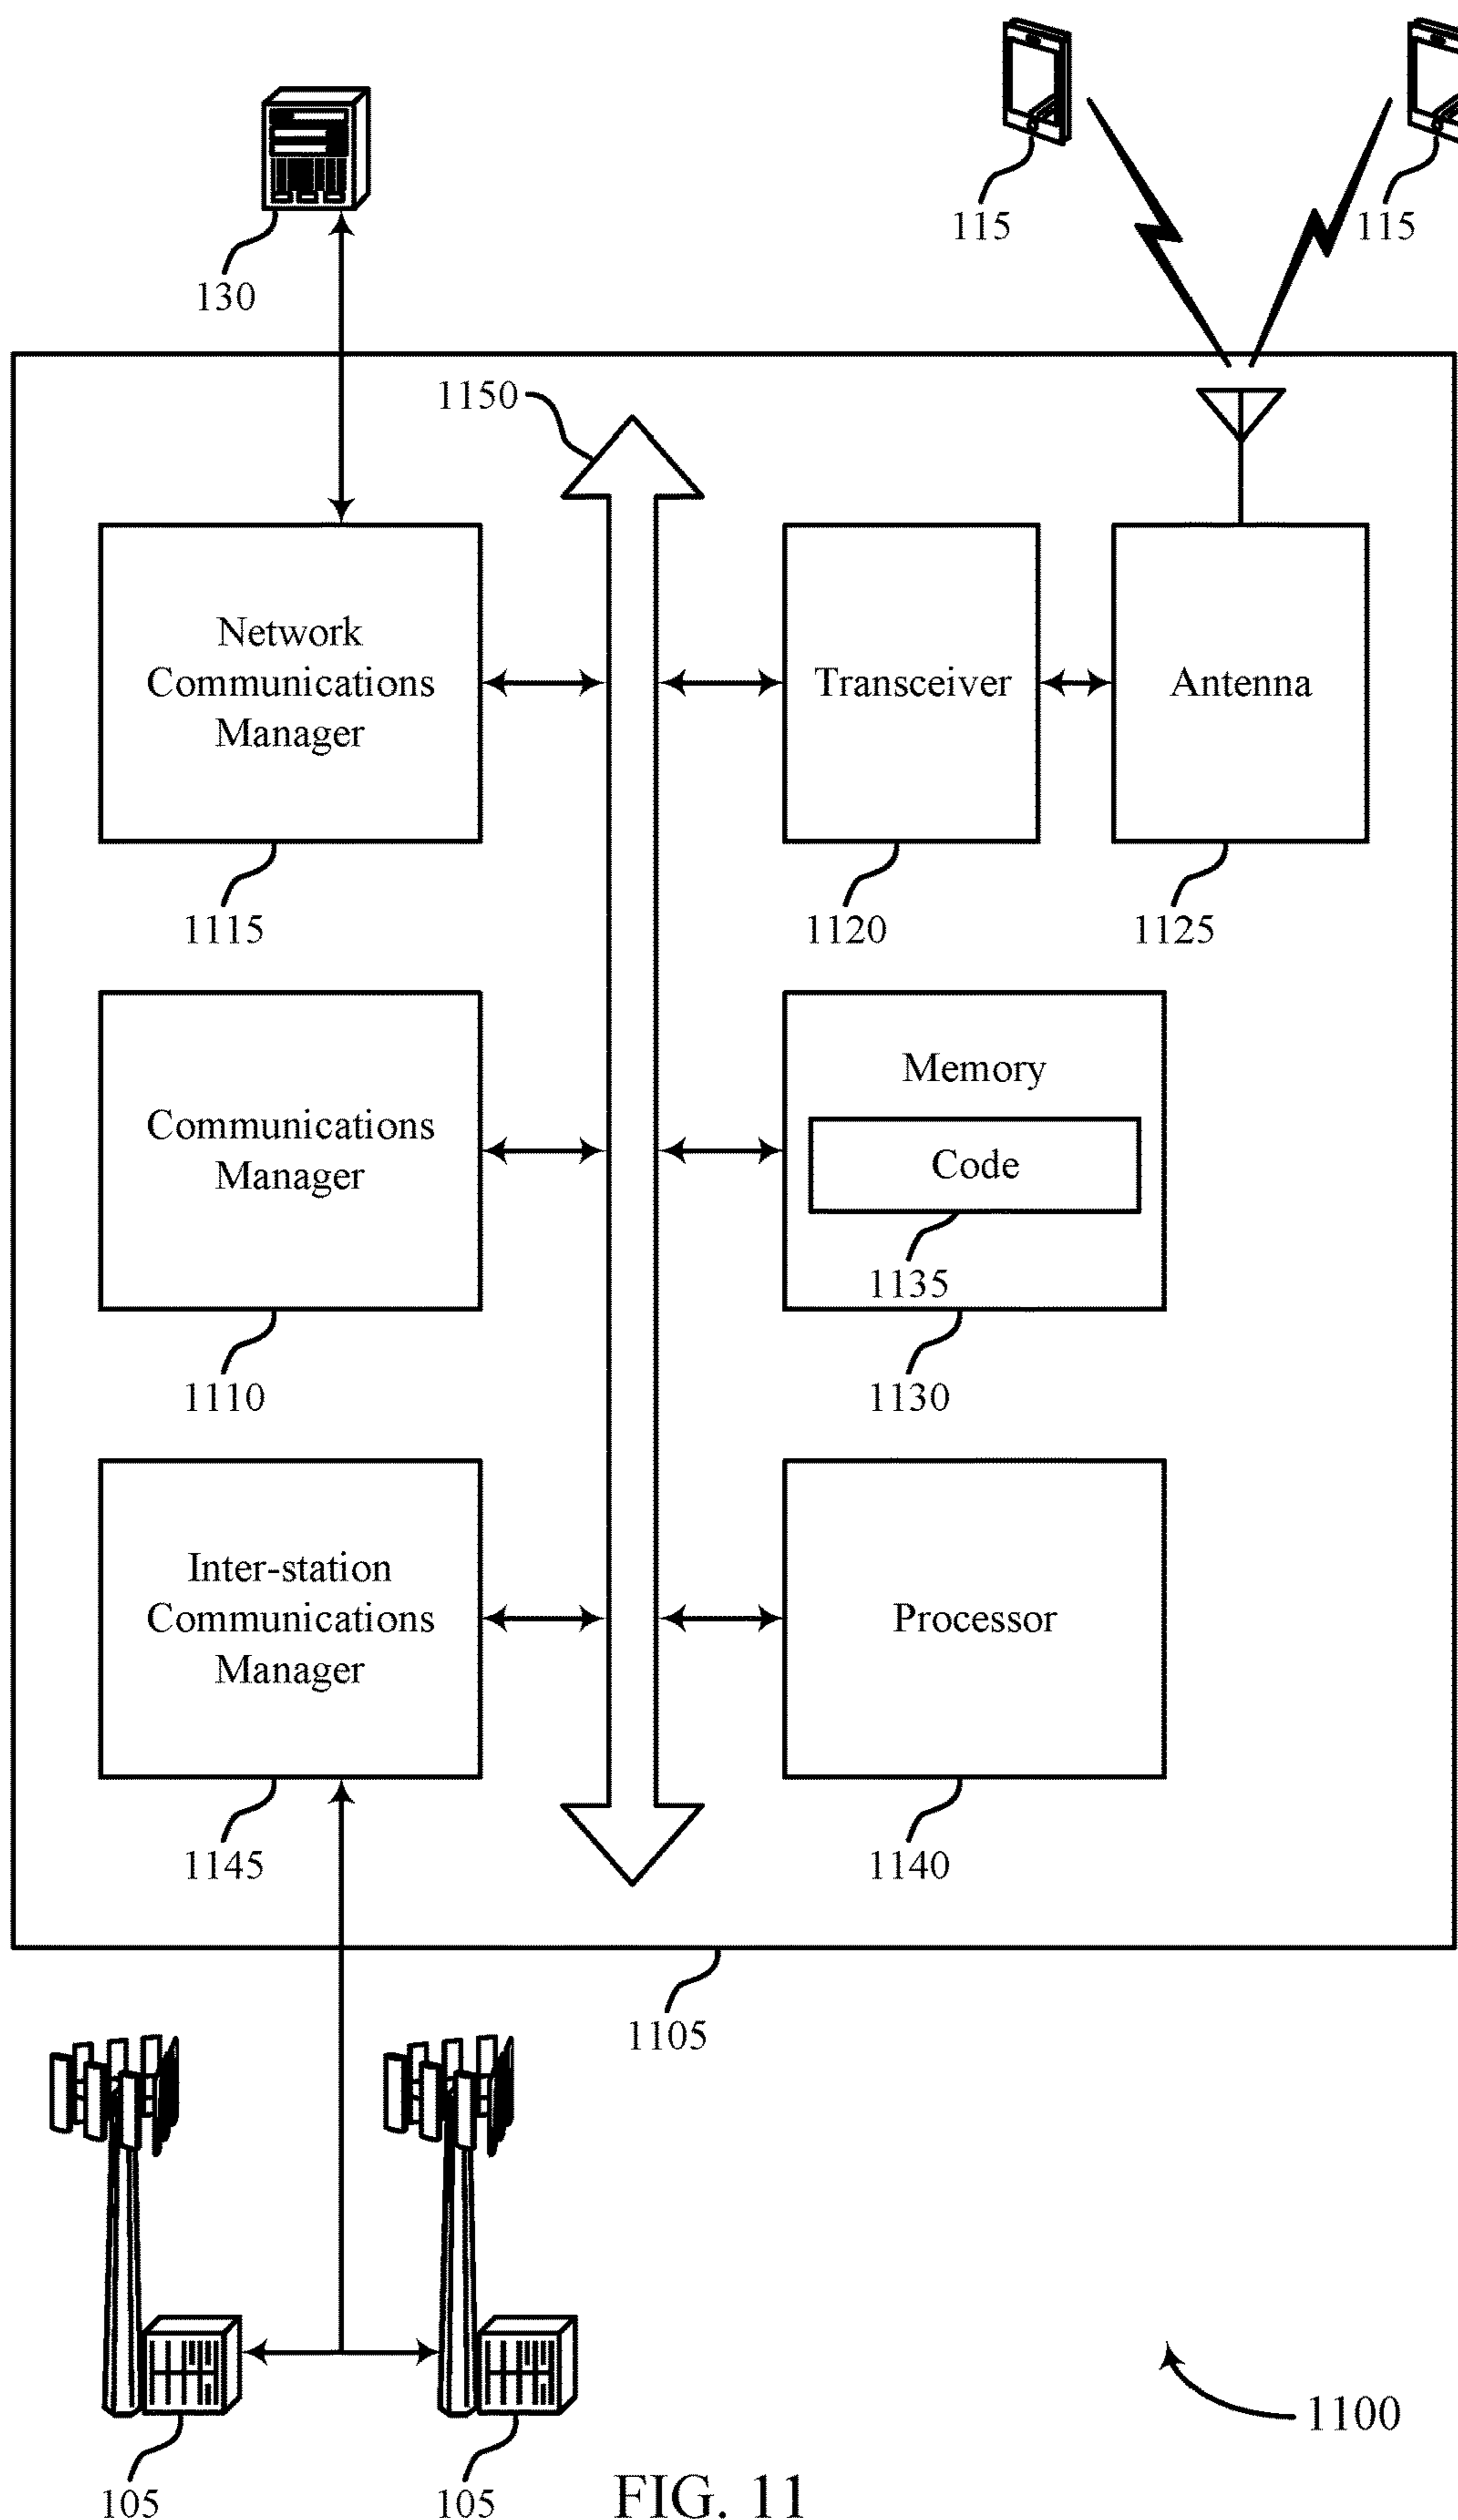 115
115
130
1150
Network
Communications
Manager
Transceiver
Antenna
1115
1120
1125
Communications
Manager
Memory
Code
1135
1110
1130
Inter-station
Communications
Manager
Processor
1145
1140
1105
1100
105
105
FIG. 11